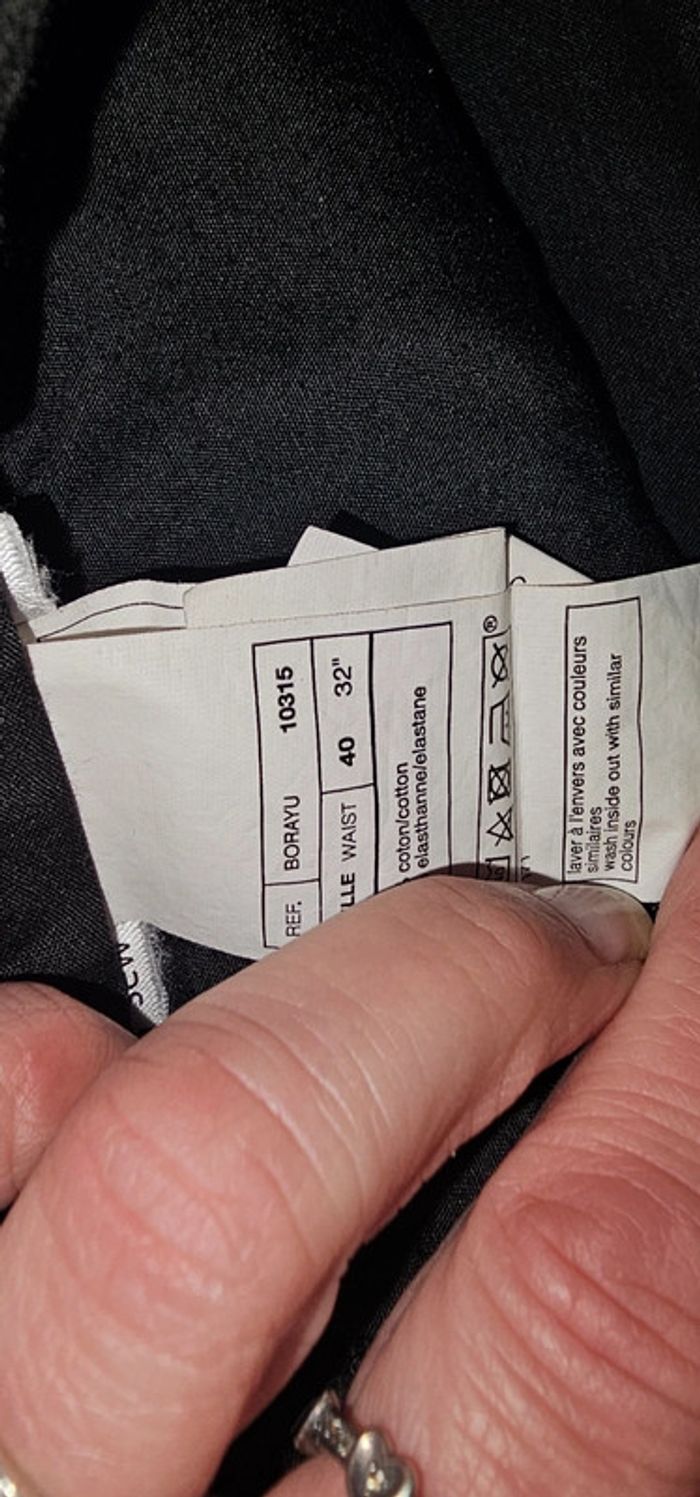 REF. BORAYU 10315
LLE WAIST 40 32"
coton/cotton
elasthanne/elastane
®
laver à l'envers avec couleurs
similaires
wash inside out with similar
colours